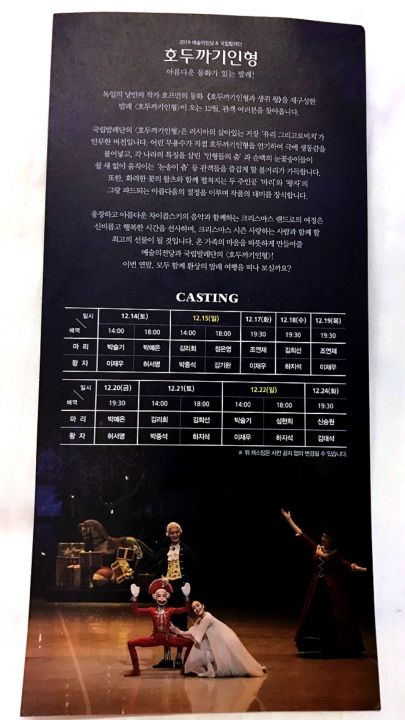 2019 예술의전당 & 국립발레단
호두까기인형
아름다운 동화가 있는 발레!
독일의 낭만파 작가 호프만의 동화 《호두까기인형과 생쥐 왕》을 재구성한
발레 〈호두까기인형〉이 오는 12월, 관객 여러분을 찾아옵니다.
국립발레단의 〈호두까기인형〉은 러시아의 살아있는 거장 '유리 그리고로비치'가
안무한 버전입니다. 어린 무용수가 직접 호두까기인형을 연기하여 극에 생동감을
불어넣고, 각 나라의 특징을 살린 '인형들의 춤' 과 순백의 눈꽃송이들이
쉴 새 없이 움직이는 '눈송이 춤' 등 관객들을 즐겁게 할 볼거리가 가득합니다.
또한, 화려한 꽃의 왈츠와 함께 펼쳐지는 두 주인공 '마리'와 '왕자'의
그랑 파드되는 아름다움의 절정을 이루며 작품의 대미를 장식합니다.
웅장하고 아름다운 차이콥스키의 음악과 함께하는 크리스마스 랜드로의 여정은
신비롭고 행복한 시간을 선사하며, 크리스마스 시즌 사랑하는 사람과 함께 할
최고의 선물이 될 것입니다. 온 가족의 마음을 따뜻하게 만들어줄
예술의전당과 국립발레단의 〈호두까기인형〉!
이번 연말, 모두 함께 환상의 발레 여행을 떠나 보실까요?
CASTING
일시 12.14(토) 12.15(일) 12.17(화) 12.18(수) 12.19(목)
배역 14:00 18:00 14:00 18:00 19:30 19:30 19:30
마 리 박슬기 박예은 김리회 정은영 조연재 김희선 조연재
왕 자 이재우 허서명 박종석 김기완 이재우 하지석 이재우
일시 12.20(금) 12.21(토) 12.22(일) 12.24(화)
배역 19:30 14:00 18:00 14:00 18:00 19:30
마 리 박예은 김리회 김희선 박슬기 심현희 신승원
왕 자 허서명 박종석 하지석 이재우 하지석 김태석
※ 위 캐스팅은 사전 공지 없이 변경될 수 있습니다.